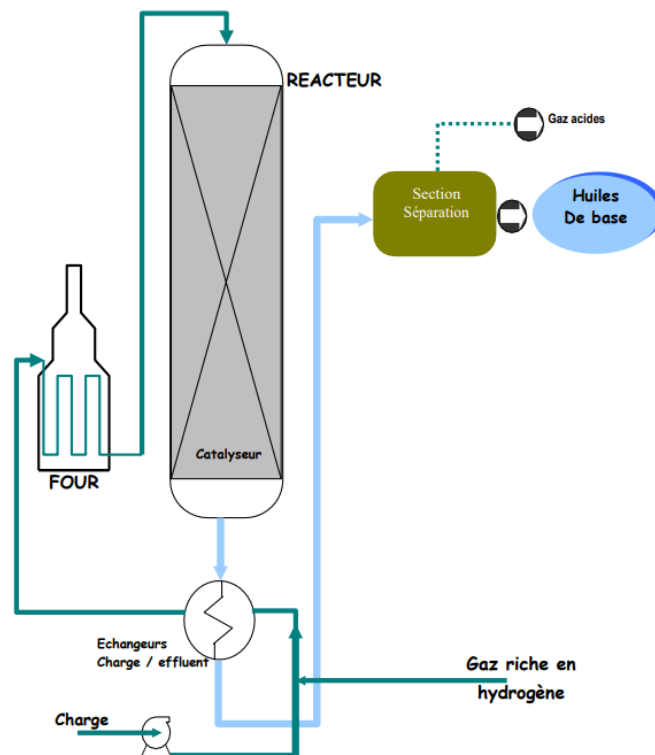 REACTEUR
Gaz acides
Section
Séparation
Huiles
De base
Catalyseur
FOUR
Echangeurs
Charge / effluent
Gaz riche en
hydrogène
Charge